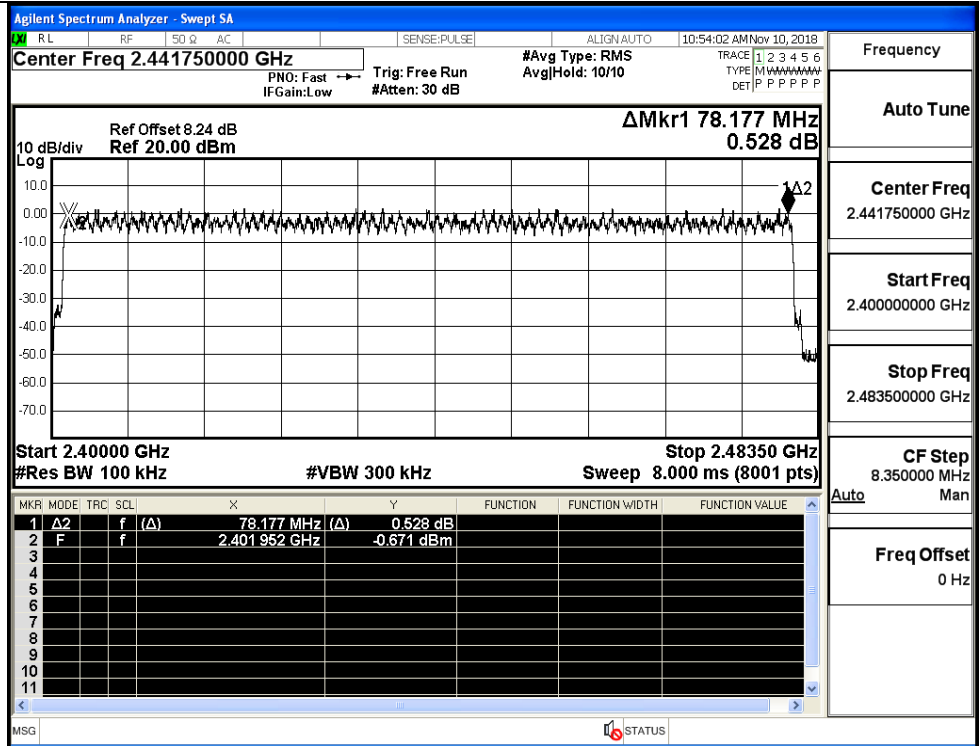 Agilent Spectrum Analyzer - Swept SA
LXI RL RF 50 Ω AC SENSE:PULSE ALIGN AUTO 10:54:02 AM Nov 10, 2018
Center Freq 2.441750000 GHz
PNO: Fast
IFGain:Low
Trig: Free Run
#Atten: 30 dB
#Avg Type: RMS
Avg|Hold: 10/10
TRACE 1 2 3 4 5 6
TYPE M
DET P P P P P P
ΔMkr1 78.177 MHz
0.528 dB
Ref Offset 8.24 dB
10 dB/div Ref 20.00 dBm
Log
10.0
0.00
-10.0
-20.0
-30.0
-40.0
-50.0
-60.0
-70.0
1Δ2
Start 2.40000 GHz Stop 2.48350 GHz
#Res BW 100 kHz #VBW 300 kHz Sweep 8.000 ms (8001 pts)
MKR MODE TRC SCL X Y FUNCTION FUNCTION WIDTH FUNCTION VALUE
1 Δ2 f (Δ) 78.177 MHz (Δ) 0.528 dB
2 F f 2.401 952 GHz -0.671 dBm
3
4
5
6
7
8
9
10
11
MSG STATUS
Frequency
Auto Tune
Center Freq
2.441750000 GHz
Start Freq
2.400000000 GHz
Stop Freq
2.483500000 GHz
CF Step
8.350000 MHz
Auto Man
Freq Offset
0 Hz